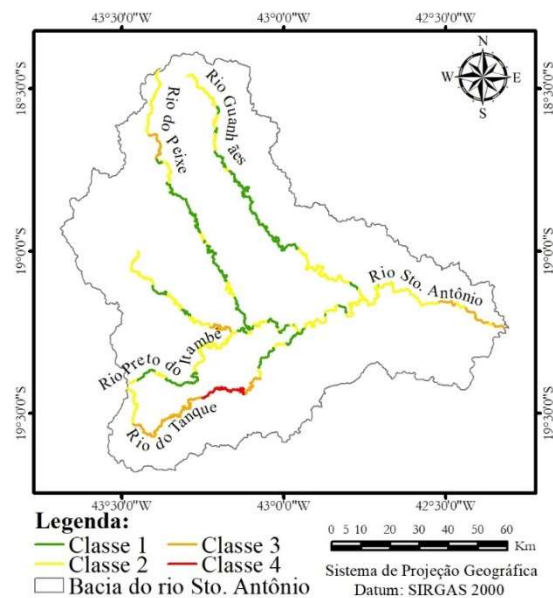 43°30'0"W 43°0'0"W 42°30'0"W
N
W E
S
18°30'0"S 18°30'0"S
Rio Guanhães
Rio do Peixe
19°0'0"S 19°0'0"S
Rio Sto. Antônio
Rio Preto do Itambé
19°30'0"S 19°30'0"S
Rio do Tanque
43°30'0"W 43°0'0"W 42°30'0"W
Legenda:
Classe 1 Classe 3
Classe 2 Classe 4
Bacia do rio Sto. Antônio
0 5 10 20 30 40 50 60
Km
Sistema de Projeção Geográfica
Datum: SIRGAS 2000